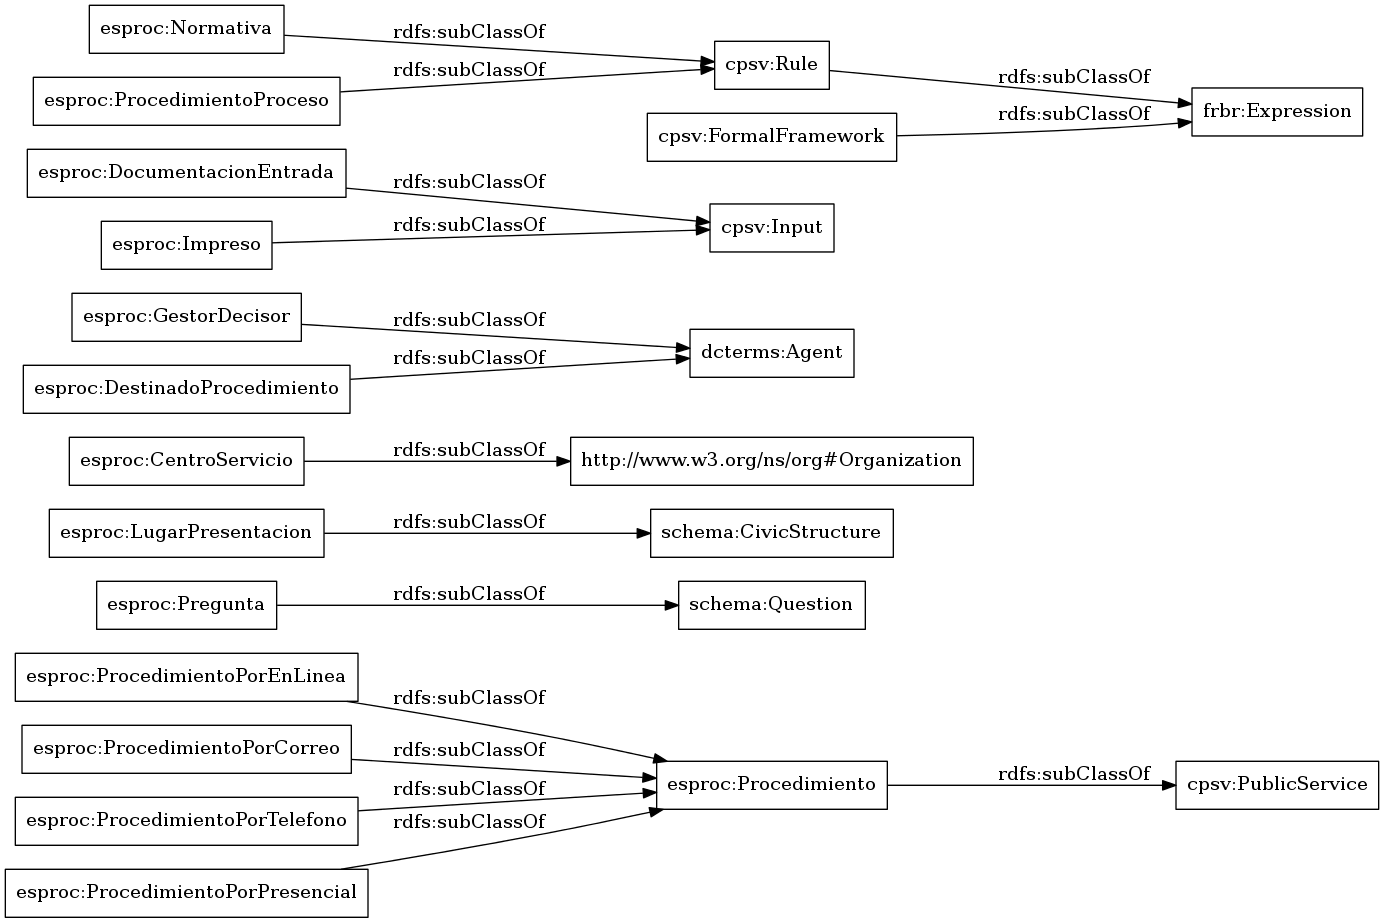 esproc:Normativa
rdfs:subClassOf
cpsv:Rule
rdfs:subClassOf
esproc:ProcedimientoProceso
rdfs:subClassOf
frbr:Expression
cpsv:FormalFramework
rdfs:subClassOf
esproc:DocumentacionEntrada
rdfs:subClassOf
cpsv:Input
esproc:Impreso
rdfs:subClassOf
esproc:GestorDecisor
rdfs:subClassOf
dcterms:Agent
esproc:DestinadoProcedimiento
rdfs:subClassOf
esproc:CentroServicio
rdfs:subClassOf
http://www.w3.org/ns/org#Organization
esproc:LugarPresentacion
rdfs:subClassOf
schema:CivicStructure
esproc:Pregunta
rdfs:subClassOf
schema:Question
esproc:ProcedimientoPorEnLinea
rdfs:subClassOf
esproc:ProcedimientoPorCorreo
rdfs:subClassOf
esproc:Procedimiento
rdfs:subClassOf
cpsv:PublicService
esproc:ProcedimientoPorTelefono
rdfs:subClassOf
esproc:ProcedimientoPorPresencial
rdfs:subClassOf